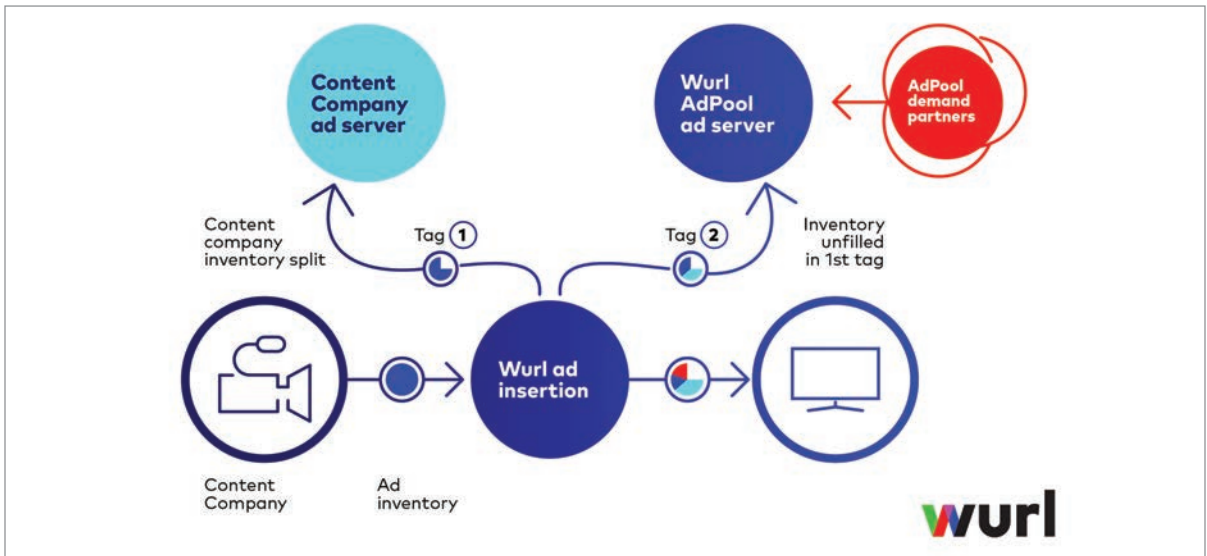 Content
Company
ad server
Wurl
AdPool
ad server
AdPool
demand
partners
Content
company
inventory split
Tag 1
Tag 2
Inventory
unfilled
in 1st tag
Wurl ad
insertion
Content
Company
Ad
inventory
wurl